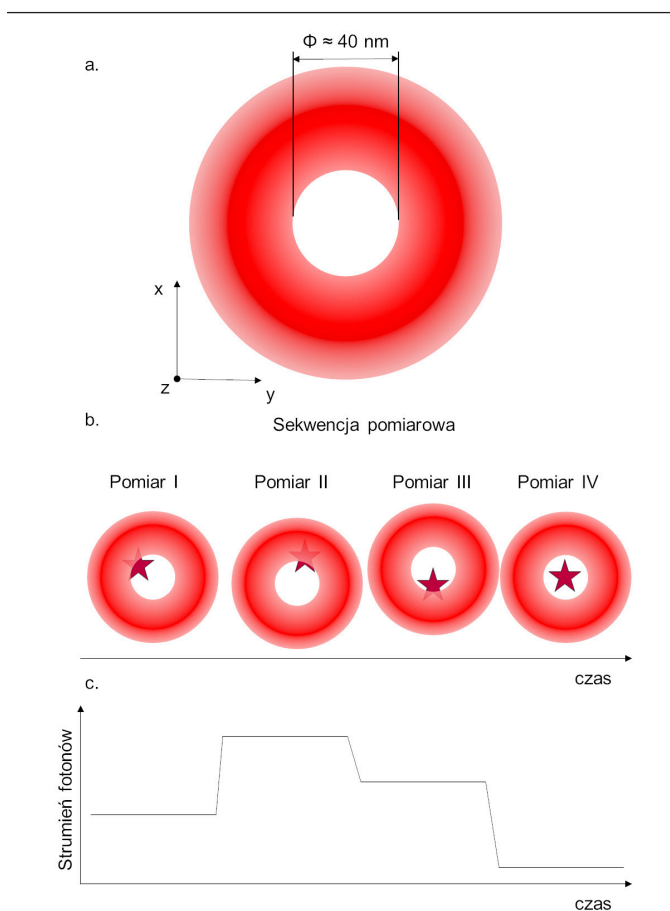 Φ ≈ 40 nm
a.
x
z
y
b.
Sekwencja pomiarowa
Pomiar I
Pomiar II
Pomiar III
Pomiar IV
czas
c.
Strumień fotonów
czas